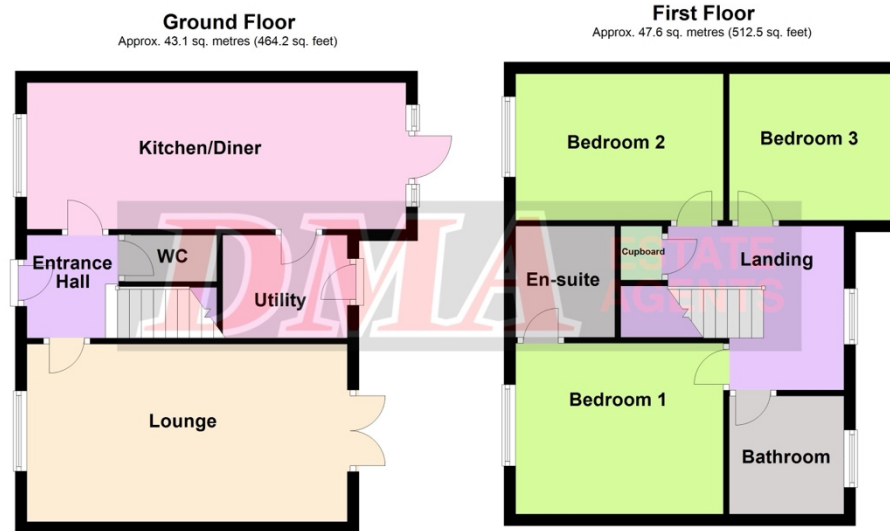 Ground Floor
Approx. 43.1 sq. metres (464.2 sq. feet)
Kitchen/Diner
Entrance
Hall
WC
Utility
Lounge
First Floor
Approx. 47.6 sq. metres (512.5 sq. feet)
Bedroom 2
Bedroom 3
Cupboard
Landing
En-suite
Bedroom 1
Bathroom
DMA
ESTATE
AGENTS